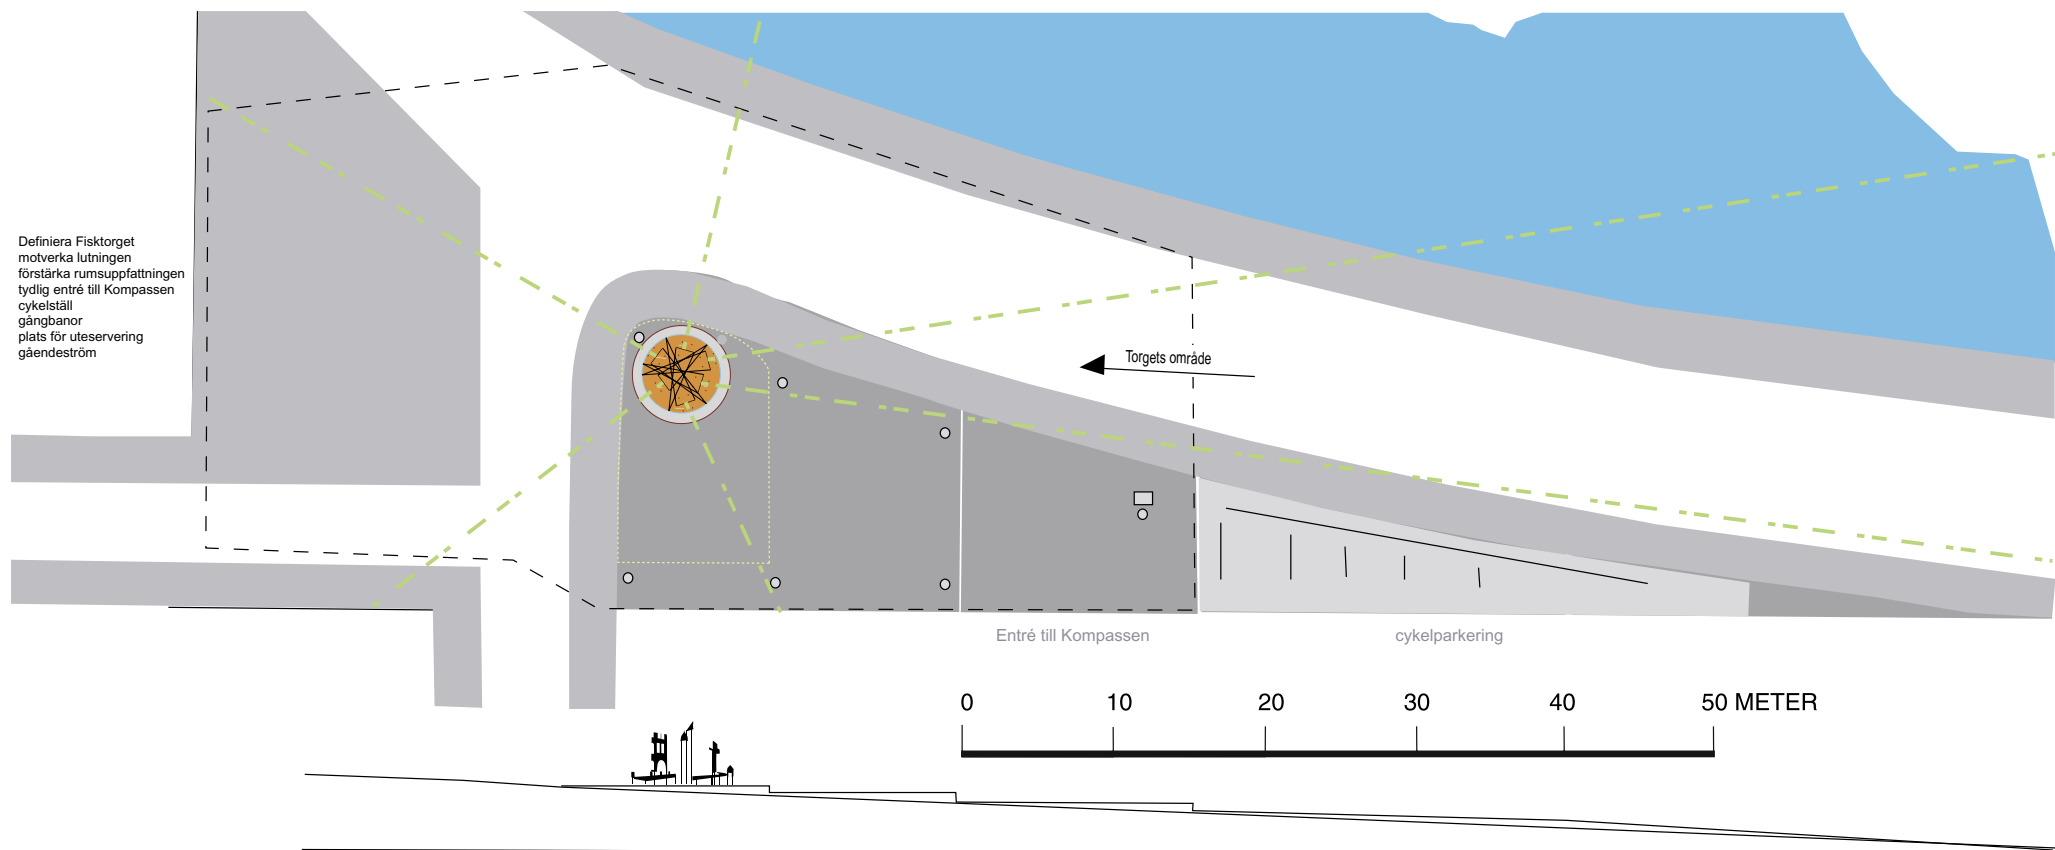 Definiera Fisktorget
motverka lutningen
förstärka rumsuppfattningen
tydlig entré till Kompassen
cykelställ
gångbanor
plats för uteservering
gåendeström
Torgets område
Entré till Kompassen
cykelparkering
0 10 20 30 40 50 METER